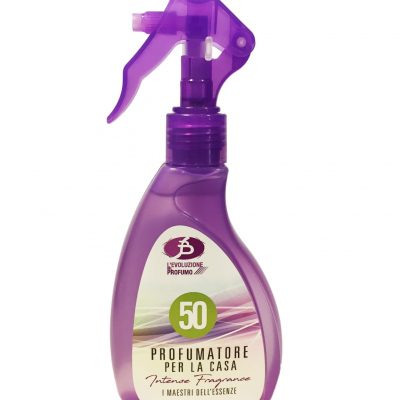 L'EVOLUZIONE
PROFUMO
50
PROFUMATORE
PER LA CASA
Intense Fragrance
I MAESTRI DELL'ESSENZE